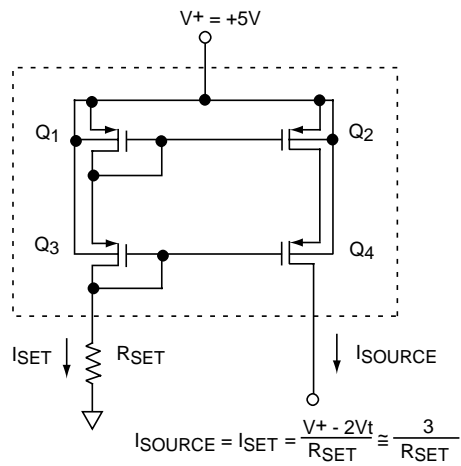 V+ = +5V
Q1
Q2
Q3
Q4
ISET
RSET
ISOURCE
ISOURCE = ISET = V+ - 2Vt / RSET ≅ 3 / RSET